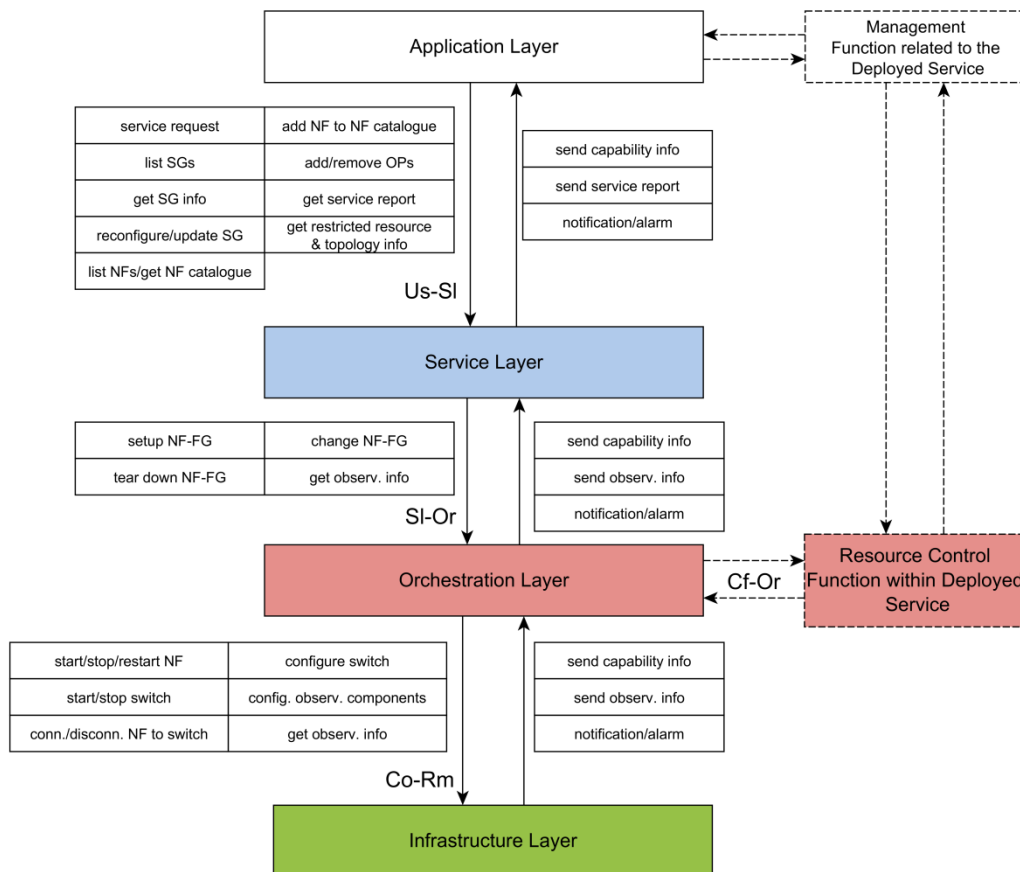 Application Layer
Management
Function related to the
Deployed Service
service request
add NF to NF catalogue
list SGs
add/remove OPs
get SG info
get service report
reconfigure/update SG
get restricted resource
& topology info
list NFs/get NF catalogue
send capability info
send service report
notification/alarm
Us-Sl
Service Layer
setup NF-FG
change NF-FG
tear down NF-FG
get observ. info
send capability info
send observ. info
notification/alarm
Sl-Or
Orchestration Layer
Cf-Or
Resource Control
Function within Deployed
Service
start/stop/restart NF
configure switch
start/stop switch
config. observ. components
conn./disconn. NF to switch
get observ. info
send capability info
send observ. info
notification/alarm
Co-Rm
Infrastructure Layer